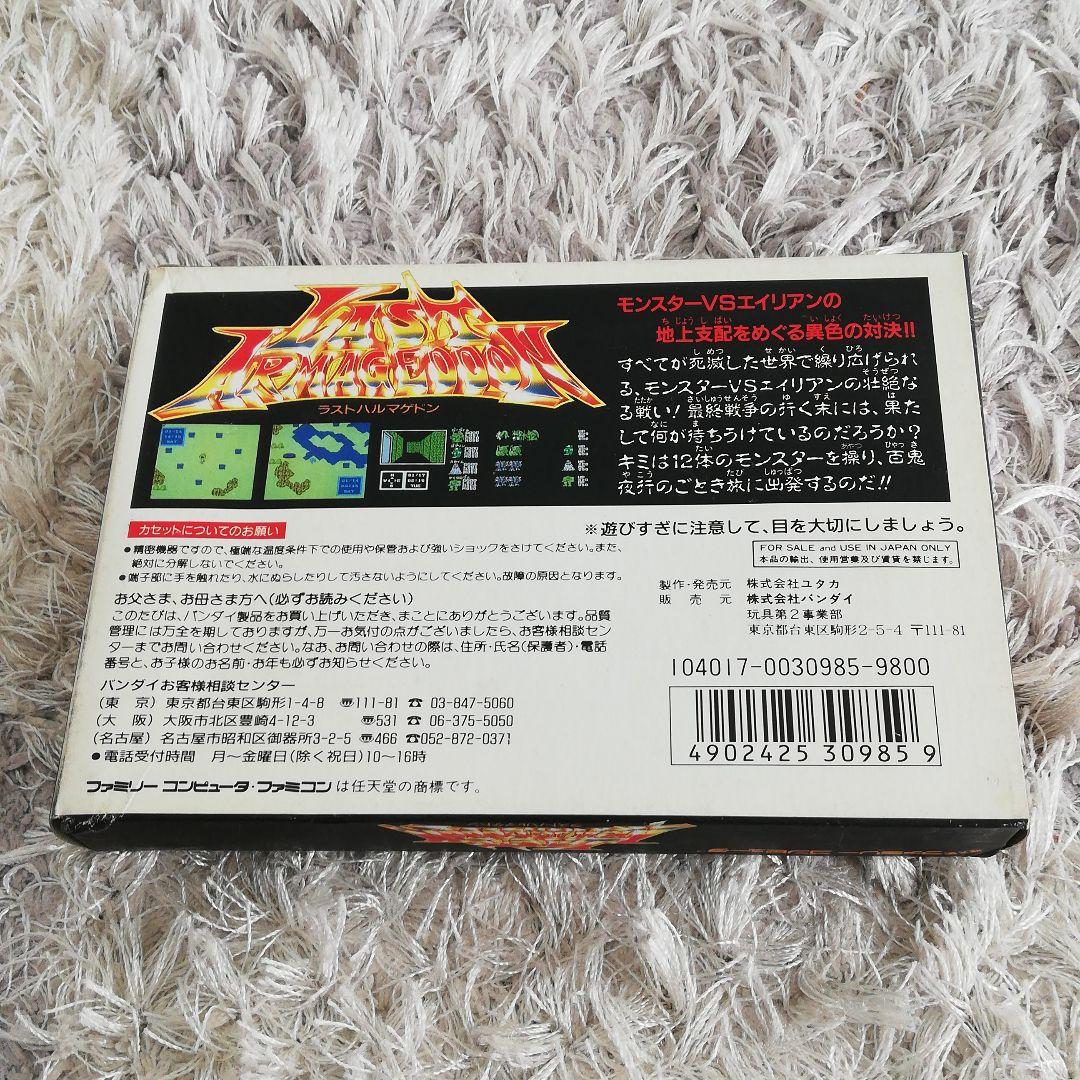 LAST
ARMAGEDDON
ラストハルマゲドン
モンスターVSエイリアンの
地上支配をめぐる異色の対決!!
すべてが死滅した世界で繰り広げられ
る、モンスターVSエイリアンの壮絶な
る戦い!最終戦争の行く末には、果た
して何が待ちうけているのだろうか?
キミは12体のモンスターを操り、百鬼
夜行のごとき旅に出発するのだ!!
カセットについてのお願い
●精密機器ですので、極端な温度条件下での使用や保管および強いショックをさけてください。また、
絶対に分解しないでください。
●端子部に手を触れたり、水にぬらしたりして汚さないようにしてください。故障の原因となります。
お父さま、お母さま方へ(必ずお読みください)
このたびは、バンダイ製品をお買い上げいただき、まことにありがとうございます。品質
管理には万全を期しておりますが、万一お気付の点がございましたら、お客様相談セン
ターまでお問い合わせください。なお、お問い合わせの際は、住所・氏名(保護者)・電話
番号と、お子様のお名前・お年も必ずお知らせください。
バンダイお客様相談センター
(東京) 東京都台東区駒形1-4-8 〠111-81 ☎ 03-847-5060
(大阪) 大阪市北区豊崎4-12-3 〠531 ☎ 06-375-5050
(名古屋) 名古屋市昭和区御器所3-2-5 〠466 ☎052-872-0371
●電話受付時間 月〜金曜日(除く祝日)10〜16時
ファミリーコンピュータ・ファミコンは任天堂の商標です。
※遊びすぎに注意して、目を大切にしましょう。
FOR SALE and USE IN JAPAN ONLY
本品の輸出、使用営業及び賃貸を禁じます。
製作・発売元 株式会社ユタカ
販売元 株式会社バンダイ
玩具第2事業部
東京都台東区駒形2-5-4 〒111-81
104017-0030985-9800
4902425309859